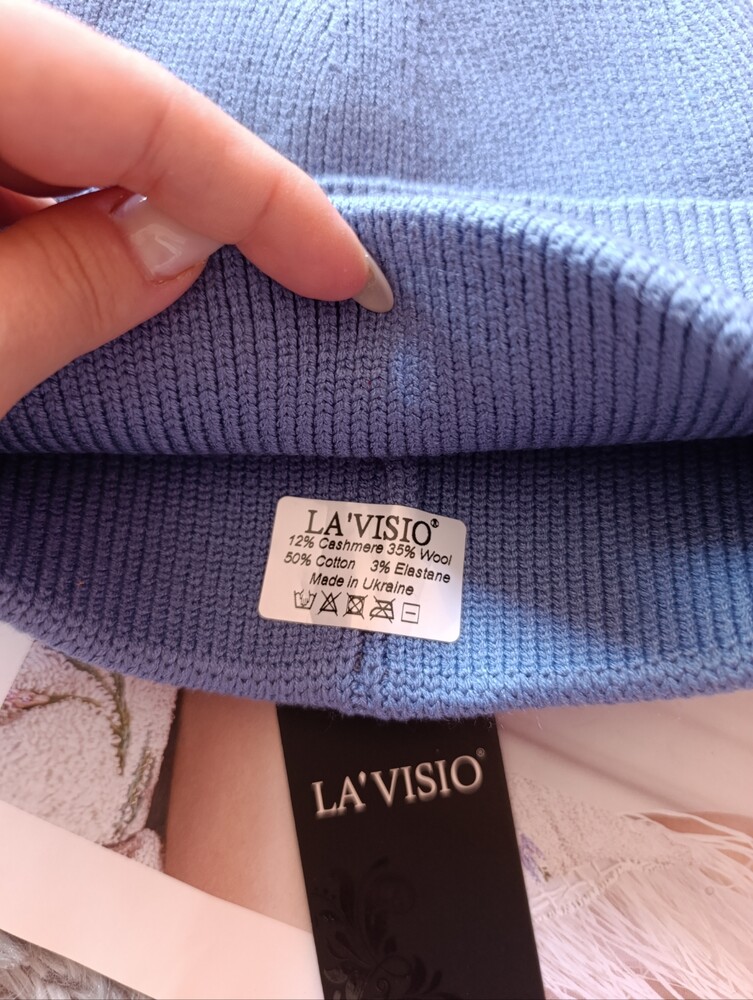 LA'VISIO®
12% Cashmere 35% Wool
50% Cotton 3% Elastane
Made in Ukraine
LA'VISIO®